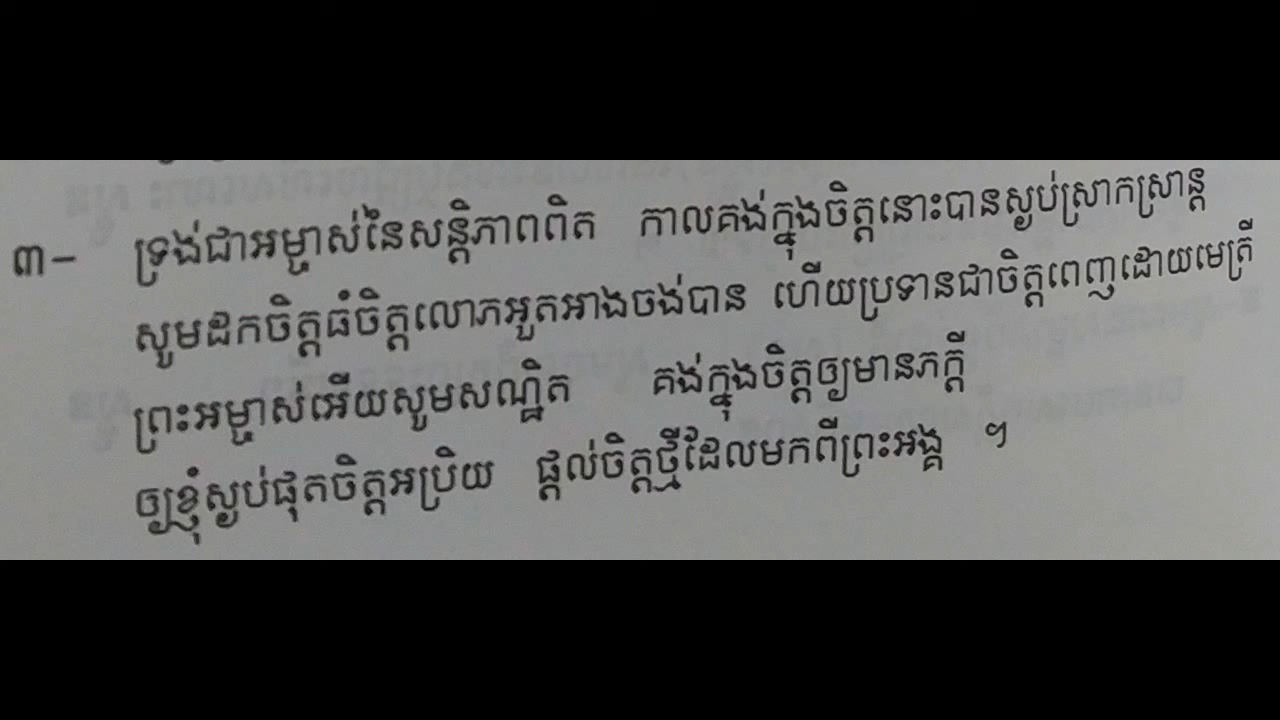 ៣- ទ្រង់ជាអម្ចាស់នៃសន្តិភាពពិត កាលគង់ក្នុងចិត្តនោះបានស្ងប់ស្រាកស្រាន្ត
សូមដកចិត្តធំចិត្តលោភអួតអាងចង់បាន ហើយប្រទានជាចិត្តពេញដោយមេត្រី
ព្រះអម្ចាស់អើយសូមសណ្ឋិត គង់ក្នុងចិត្តឲ្យមានភក្តី
ឲ្យខ្ញុំស្ងប់ផុតចិត្តអប្រិយ ផ្តល់ចិត្តថ្មីដែលមកពីព្រះអង្គ ។